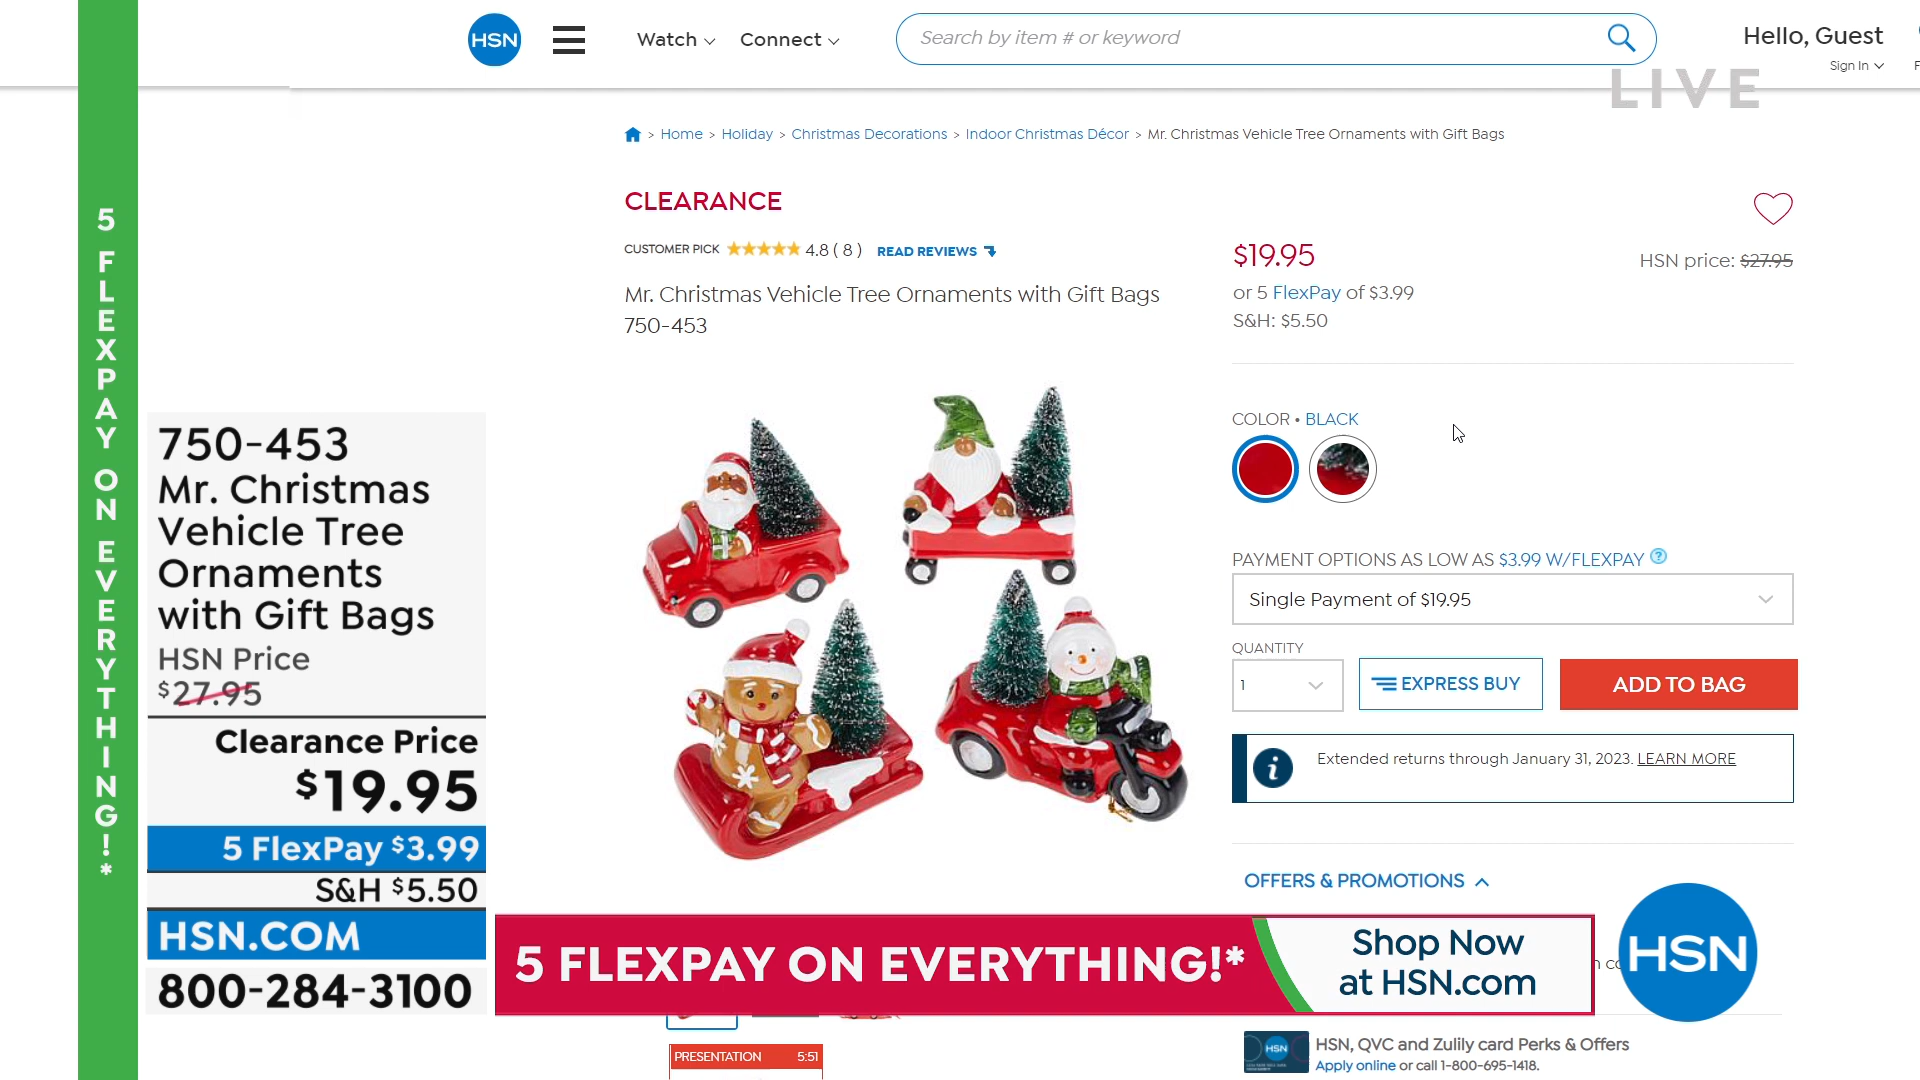 HSN
Watch
Connect
Search by item # or keyword
Hello, Guest
Sign In
LIVE
> Home > Holiday > Christmas Decorations > Indoor Christmas Décor > Mr. Christmas Vehicle Tree Ornaments with Gift Bags
5 FLEXPAY ON EVERYTHING!*
CLEARANCE
CUSTOMER PICK 4.8 ( 8 ) READ REVIEWS
Mr. Christmas Vehicle Tree Ornaments with Gift Bags
750-453
$19.95
HSN price: $27.95
or 5 FlexPay of $3.99
S&H: $5.50
COLOR • BLACK
PAYMENT OPTIONS AS LOW AS $3.99 W/FLEXPAY ?
Single Payment of $19.95
QUANTITY
1
EXPRESS BUY
ADD TO BAG
i
Extended returns through January 31, 2023. LEARN MORE
OFFERS & PROMOTIONS
750-453
Mr. Christmas
Vehicle Tree
Ornaments
with Gift Bags
HSN Price
$27.95
Clearance Price
$19.95
5 FlexPay $3.99
S&H $5.50
HSN.COM
800-284-3100
5 FLEXPAY ON EVERYTHING!*
Shop Now
at HSN.com
HSN
PRESENTATION 5:51
HSN
HSN, QVC and Zulily card Perks & Offers
Apply online or call 1-800-695-1418.